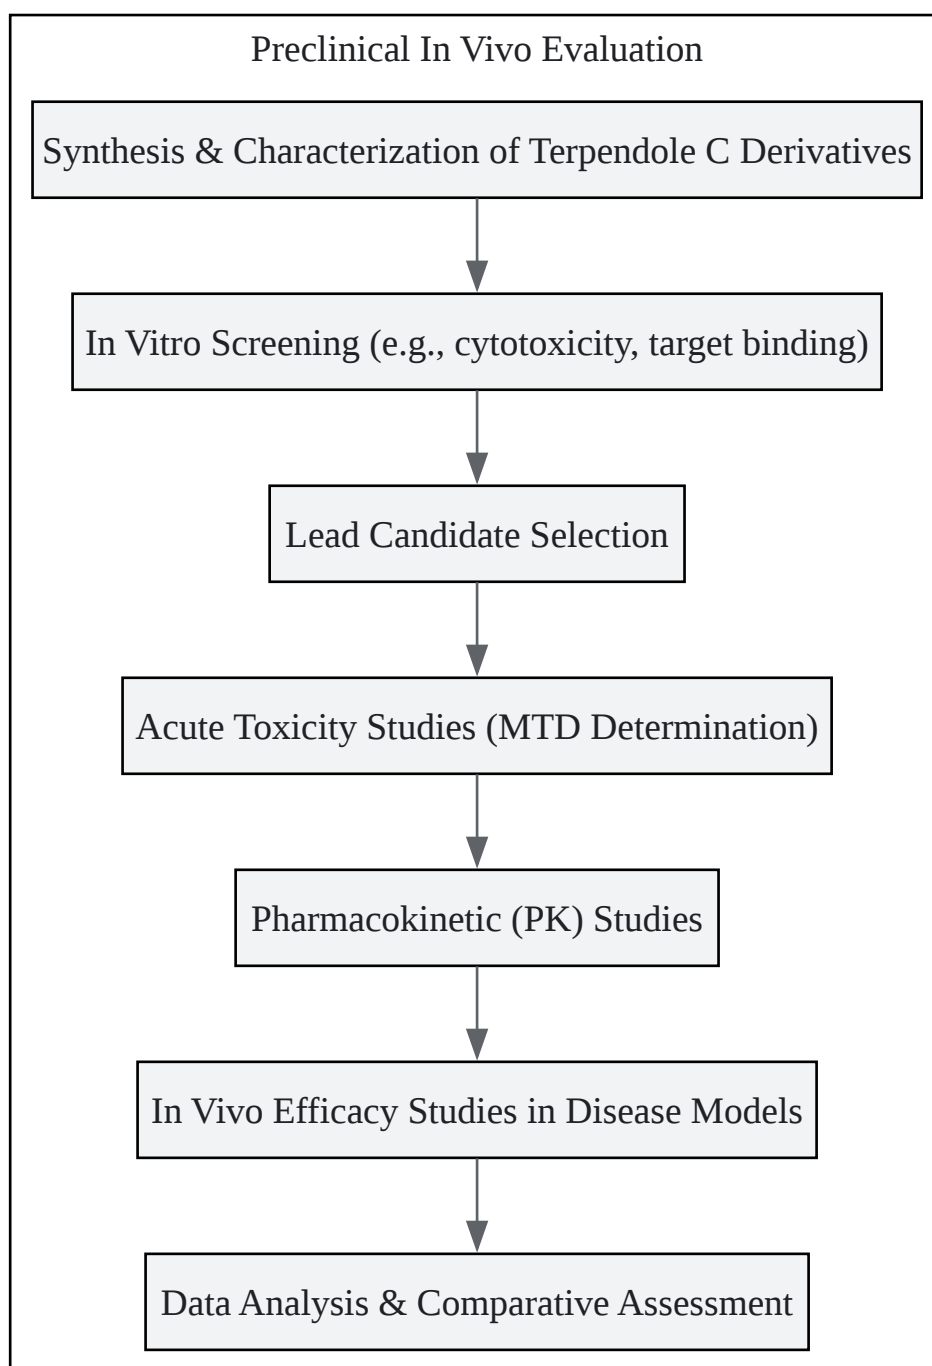 Preclinical In Vivo Evaluation
Synthesis & Characterization of Terpendole C Derivatives
In Vitro Screening (e.g., cytotoxicity, target binding)
Lead Candidate Selection
Acute Toxicity Studies (MTD Determination)
Pharmacokinetic (PK) Studies
In Vivo Efficacy Studies in Disease Models
Data Analysis & Comparative Assessment